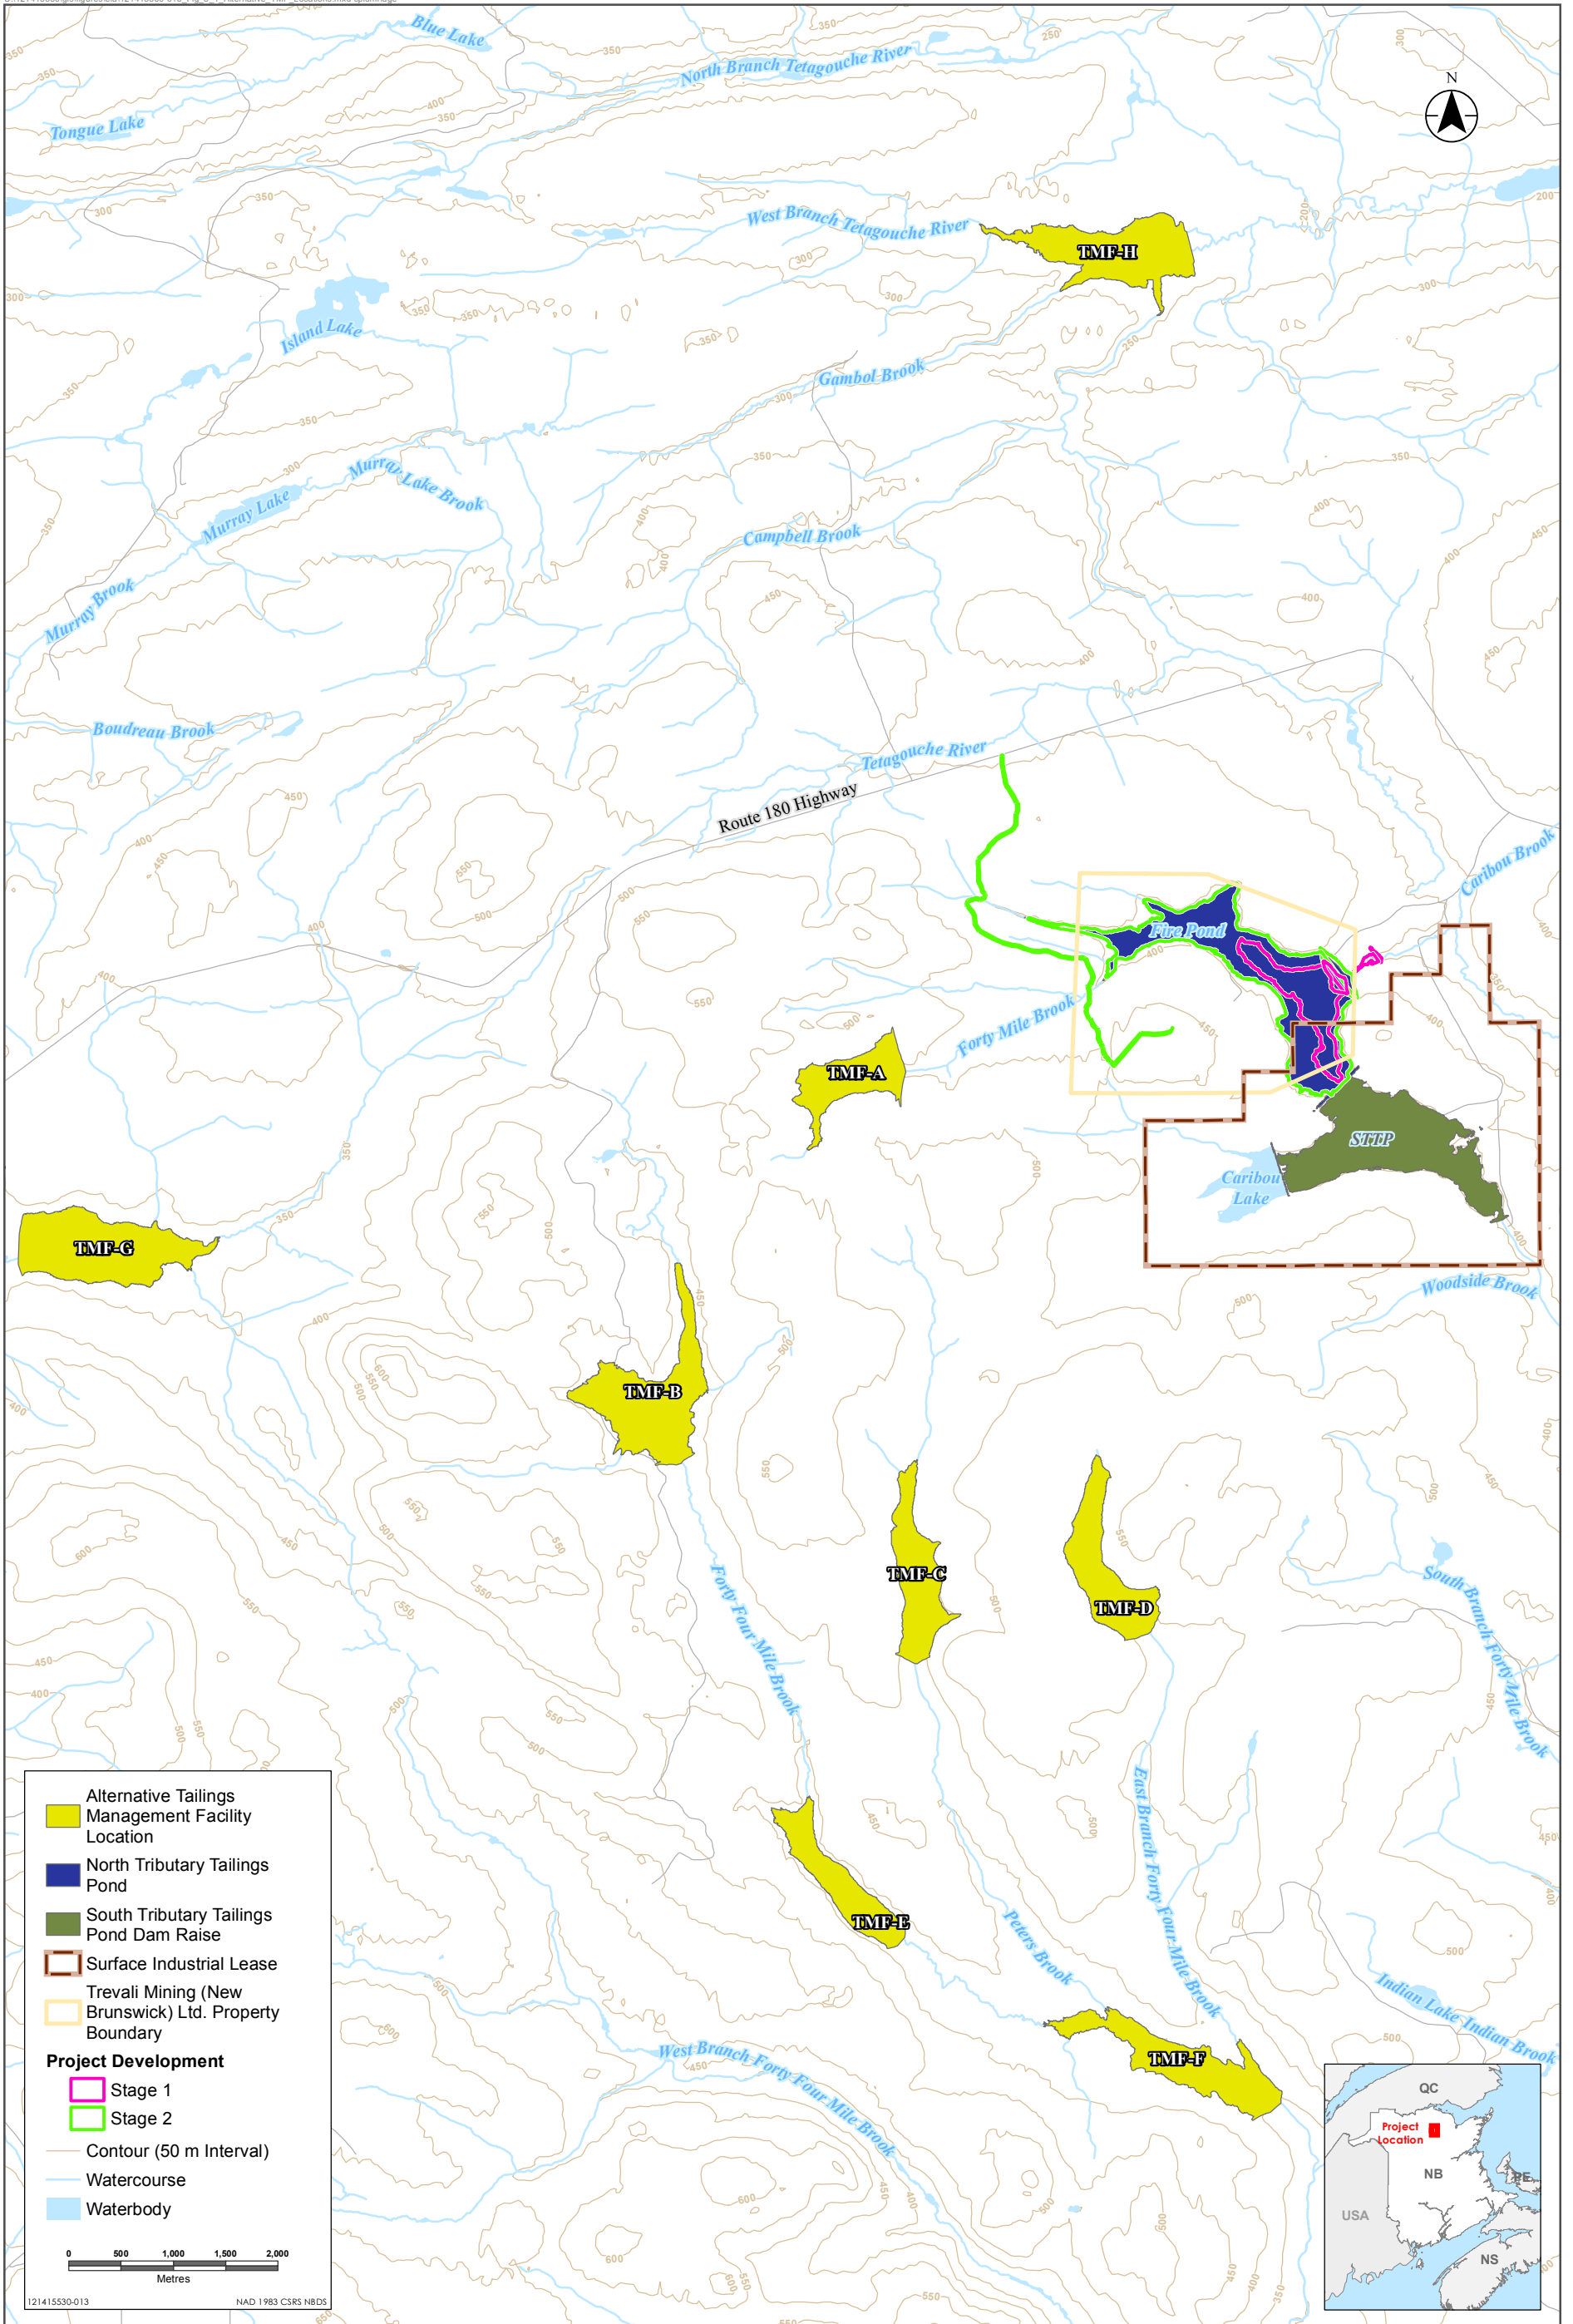 Blue Lake
North Branch Tetagouche River
Tongue Lake
N
West Branch Tetagouche River
TMF-H
Island Lake
Gambol Brook
Murray Lake Brook
Murray Lake
Campbell Brook
Murray Brook
Boudreau Brook
Tetagouche River
Route 180 Highway
Caribou Brook
Fire Pond
Forty Mile Brook
TMF-A
STTP
Caribou
Lake
TMF-G
Woodside Brook
TMF-B
TMF-C
TMF-D
South Branch Forty Mile Brook
Forty Four Mile Brook
East Branch Forty Four Mile Brook
TMF-E
Peters Brook
Indian Lake Indian Brook
West Branch Forty Four Mile Brook
TMF-F
Alternative Tailings
Management Facility
Location
North Tributary Tailings
Pond
South Tributary Tailings
Pond Dam Raise
Surface Industrial Lease
Trevali Mining (New
Brunswick) Ltd. Property
Boundary
Project Development
Stage 1
Stage 2
Contour (50 m Interval)
Watercourse
Waterbody
0 500 1,000 1,500 2,000
Metres
121415530-013 NAD 1983 CSRS NBDS
QC
Project
Location
NB
PE
USA
NS